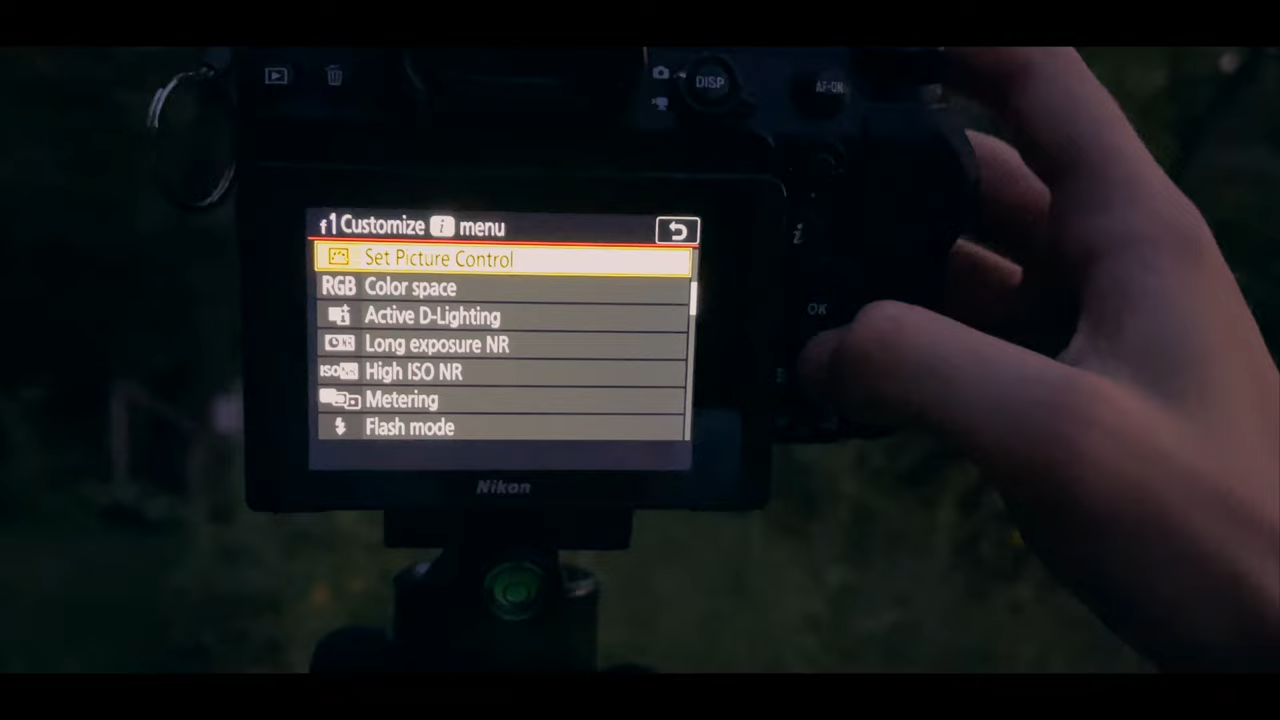 DISP
AF-ON
i
f1 Customize i menu
Set Picture Control
RGB Color space
Active D-Lighting
Long exposure NR
ISO High ISO NR
Metering
Flash mode
OK
Nikon